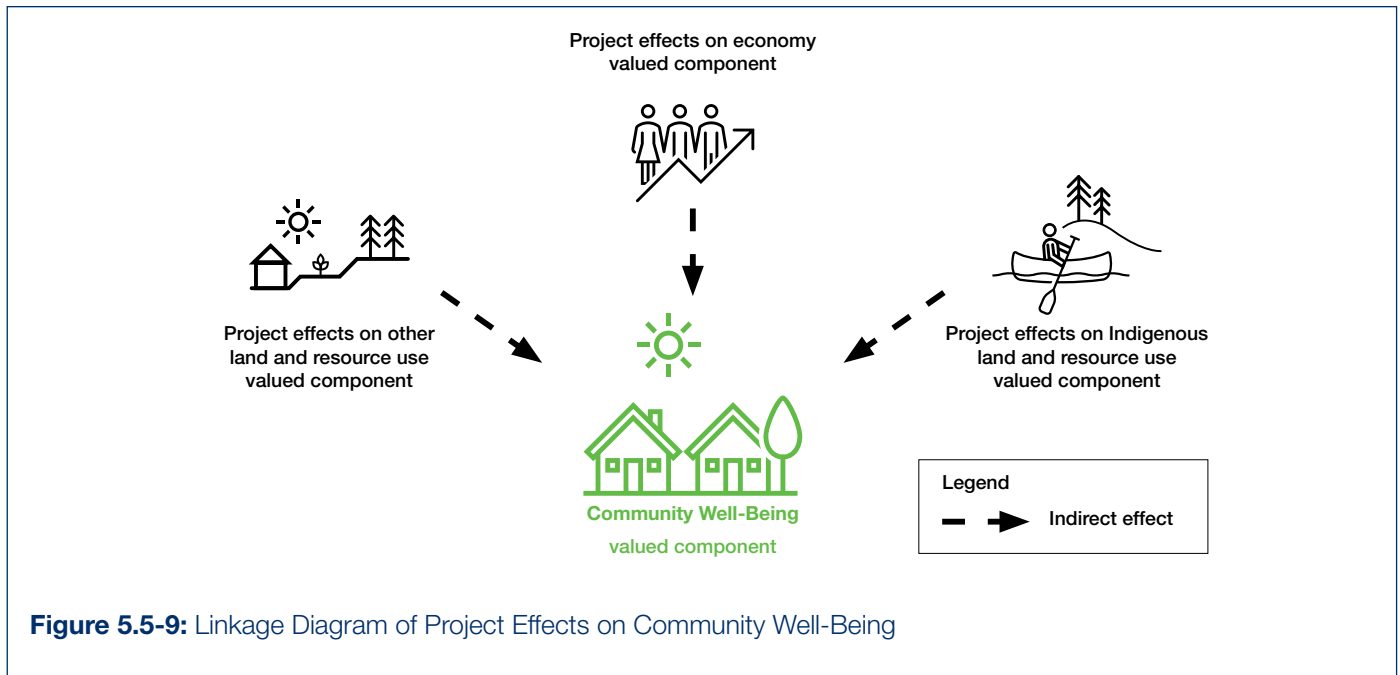 Project effects on economy
valued component
Project effects on other
land and resource use
valued component
Project effects on Indigenous
land and resource use
valued component
Community Well-Being
valued component
Legend
Indirect effect
Figure 5.5-9: Linkage Diagram of Project Effects on Community Well-Being